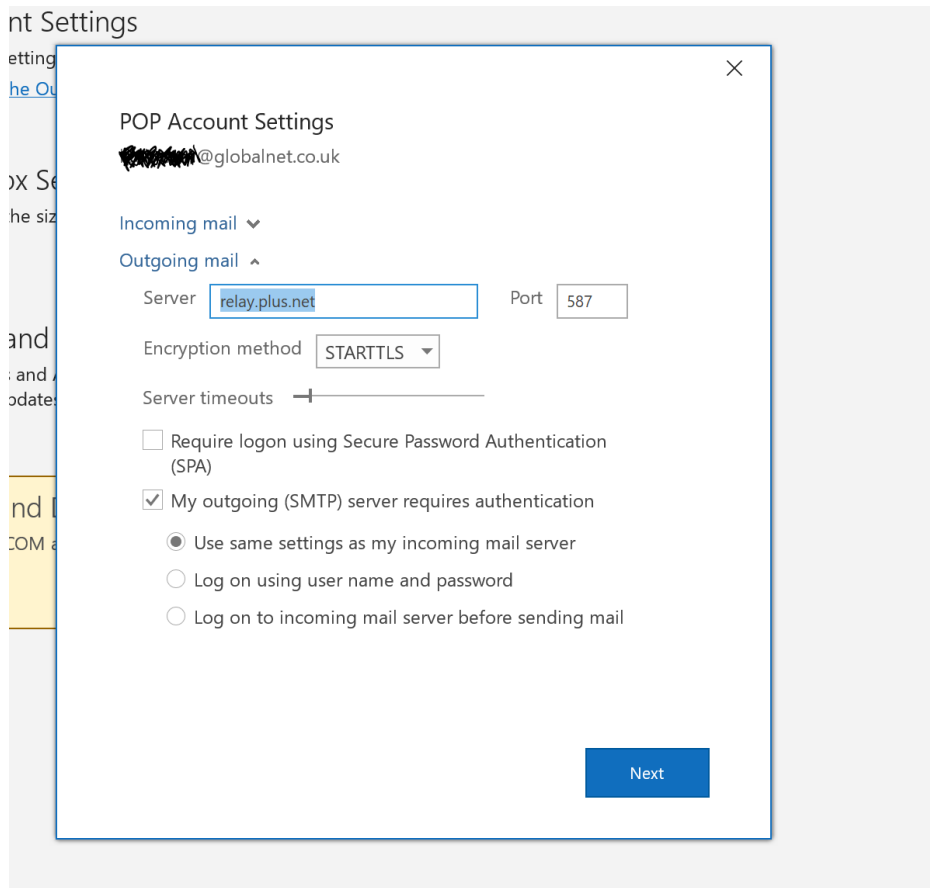 nt Settings
etting
he Ou
POP Account Settings
@globalnet.co.uk
ox Se
he siz
Incoming mail
Outgoing mail
Server relay.plus.net Port 587
and
Encryption method STARTTLS
s and A
pdates
Server timeouts
Require logon using Secure Password Authentication
(SPA)
My outgoing (SMTP) server requires authentication
nd D
COM a
Use same settings as my incoming mail server
Log on using user name and password
Log on to incoming mail server before sending mail
Next